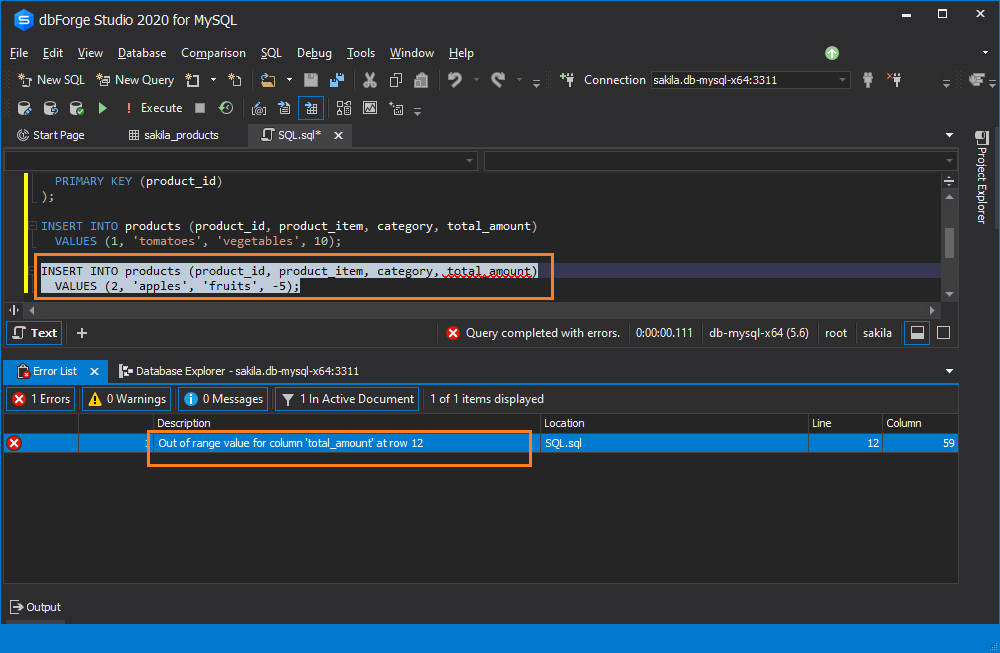 dbForge Studio 2020 for MySQL
File Edit View Database Comparison SQL Debug Tools Window Help
New SQL New Query Connection sakila.db-mysql-x64:3311
Execute
Start Page sakila_products SQL.sql*
Project Explorer
PRIMARY KEY (product_id)
);
INSERT INTO products (product_id, product_item, category, total_amount)
VALUES (1, 'tomatoes', 'vegetables', 10);
INSERT INTO products (product_id, product_item, category, total_amount)
VALUES (2, 'apples', 'fruits', -5);
Text Query completed with errors. 0:00:00.111 db-mysql-x64 (5.6) root sakila
Error List Database Explorer - sakila.db-mysql-x64:3311
1 Errors 0 Warnings 0 Messages 1 In Active Document 1 of 1 items displayed
Description Location Line Column
1 Out of range value for column 'total_amount' at row 12 SQL.sql 12 59
Output